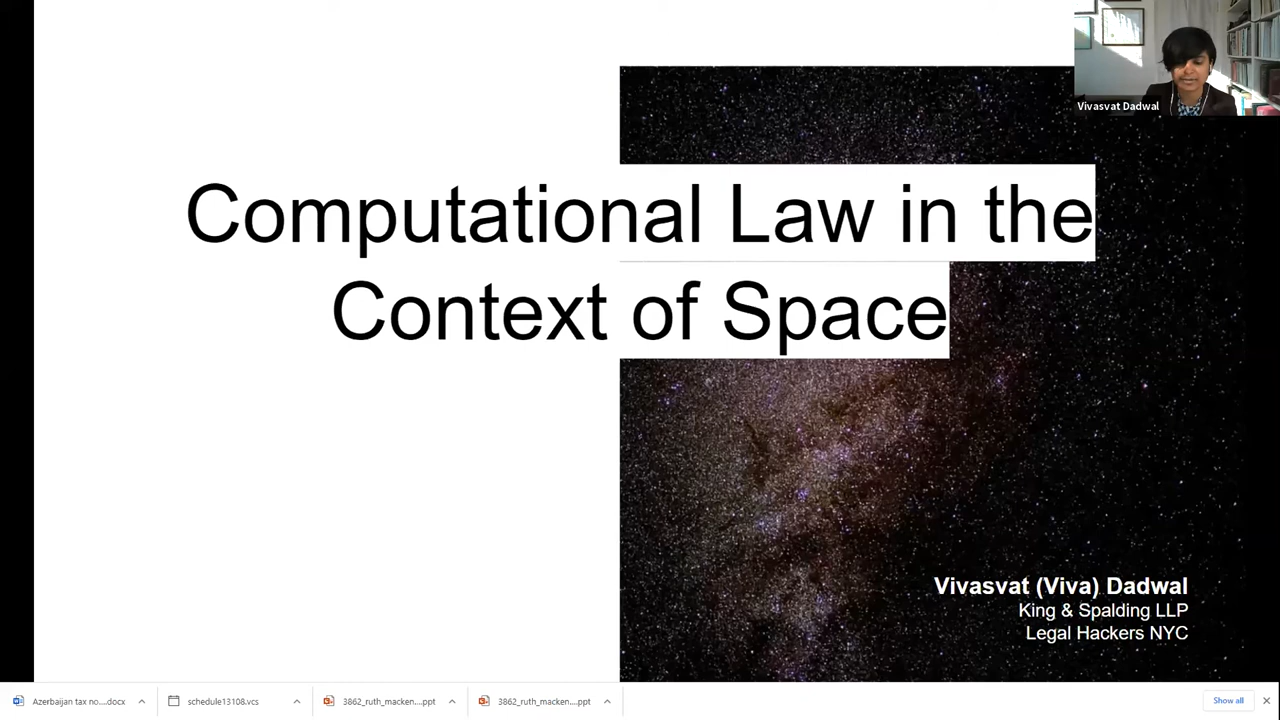 Vivasvat Dadwal
Computational Law in the
Context of Space
Vivasvat (Viva) Dadwal
King & Spalding LLP
Legal Hackers NYC
Azerbaijan tax no....docx
schedule13108.vcs
3862_ruth_macken....ppt
3862_ruth_macken....ppt
Show all